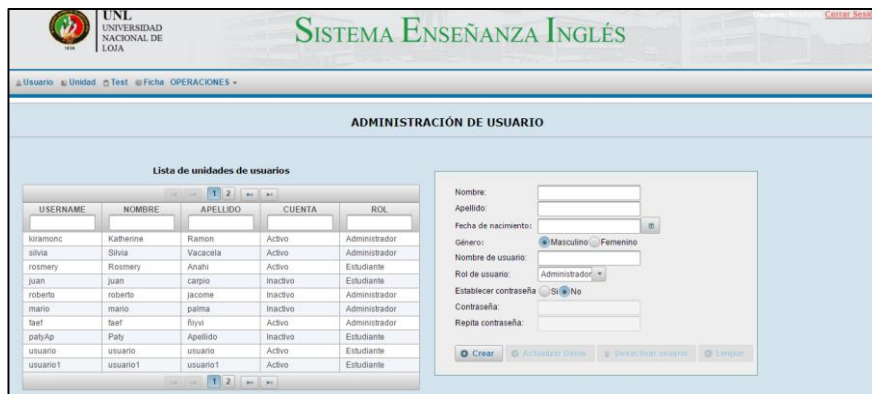 UNL
UNIVERSIDAD
NACIONAL DE
LOJA
1859
SISTEMA ENSEÑANZA INGLÉS
Cerrar Sesi
Usuario Unidad Test Ficha OPERACIONES
ADMINISTRACIÓN DE USUARIO
Lista de unidades de usuarios
1 2
USERNAME NOMBRE APELLIDO CUENTA ROL
kiramonc Katherine Ramon Activo Administrador
silvia Silvia Vacacela Activo Administrador
rosmery Rosmery Anahi Activo Estudiante
juan juan carpio Inactivo Estudiante
roberto roberto jacome Activo Administrador
mario mario palma Inactivo Administrador
faef faef ñiyvi Activo Administrador
patyAp Paty Apellido Inactivo Estudiante
usuario usuario usuario Activo Estudiante
usuario1 usuario1 usuario1 Activo Estudiante
1 2
Nombre:
Apellido:
Fecha de nacimiento:
Género: Masculino Femenino
Nombre de usuario:
Rol de usuario: Administrador
Establecer contraseña Si No
Contraseña:
Repita contraseña:
Crear Actualizar Datos Desactivar usuario Limpiar